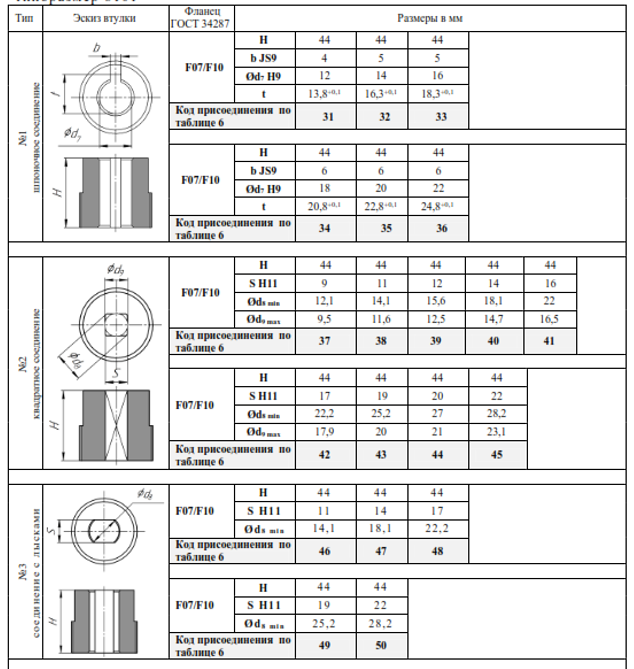 Тип Эскиз втулки Фланец ГОСТ 34287 Размеры в мм
№1 шпоночное соединение
b
t
Ød₇
H
F07/F10
H 44 44 44
b JS9 4 5 5
Ød₇ H9 12 14 16
t 13,8⁺⁰,¹ 16,3⁺⁰,¹ 18,3⁺⁰,¹
Код присоединения по таблице 6 31 32 33
F07/F10
H 44 44 44
b JS9 6 6 6
Ød₇ H9 18 20 22
t 20,8⁺⁰,¹ 22,8⁺⁰,¹ 24,8⁺⁰,¹
Код присоединения по таблице 6 34 35 36
№2 квадратное соединение
Ød₉
Ød₈
S
H
F07/F10
H 44 44 44 44 44
S H11 9 11 12 14 16
Ød₈ min 12,1 14,1 15,6 18,1 22
Ød₉ max 9,5 11,6 12,5 14,7 16,5
Код присоединения по таблице 6 37 38 39 40 41
F07/F10
H 44 44 44 44
S H11 17 19 20 22
Ød₈ min 22,2 25,2 27 28,2
Ød₉ max 17,9 20 21 23,1
Код присоединения по таблице 6 42 43 44 45
№3 соединение с лысками
Ød₈
S
H
F07/F10
H 44 44 44
S H11 11 14 17
Ød₈ min 14,1 18,1 22,2
Код присоединения по таблице 6 46 47 48
F07/F10
H 44 44
S H11 19 22
Ød₈ min 25,2 28,2
Код присоединения по таблице 6 49 50